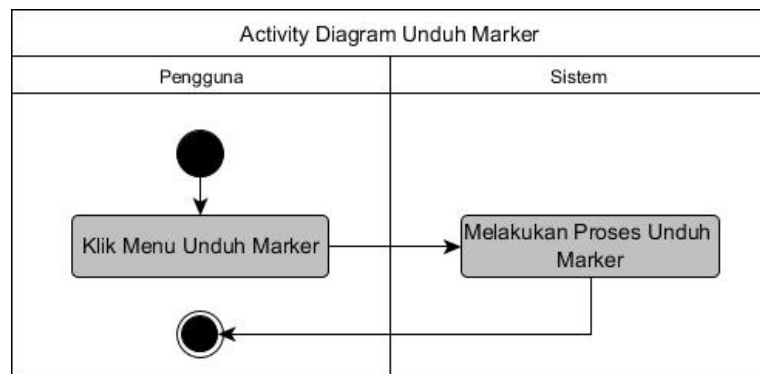 Activity Diagram Unduh Marker
Pengguna
Sistem
Klik Menu Unduh Marker
Melakukan Proses Unduh
Marker